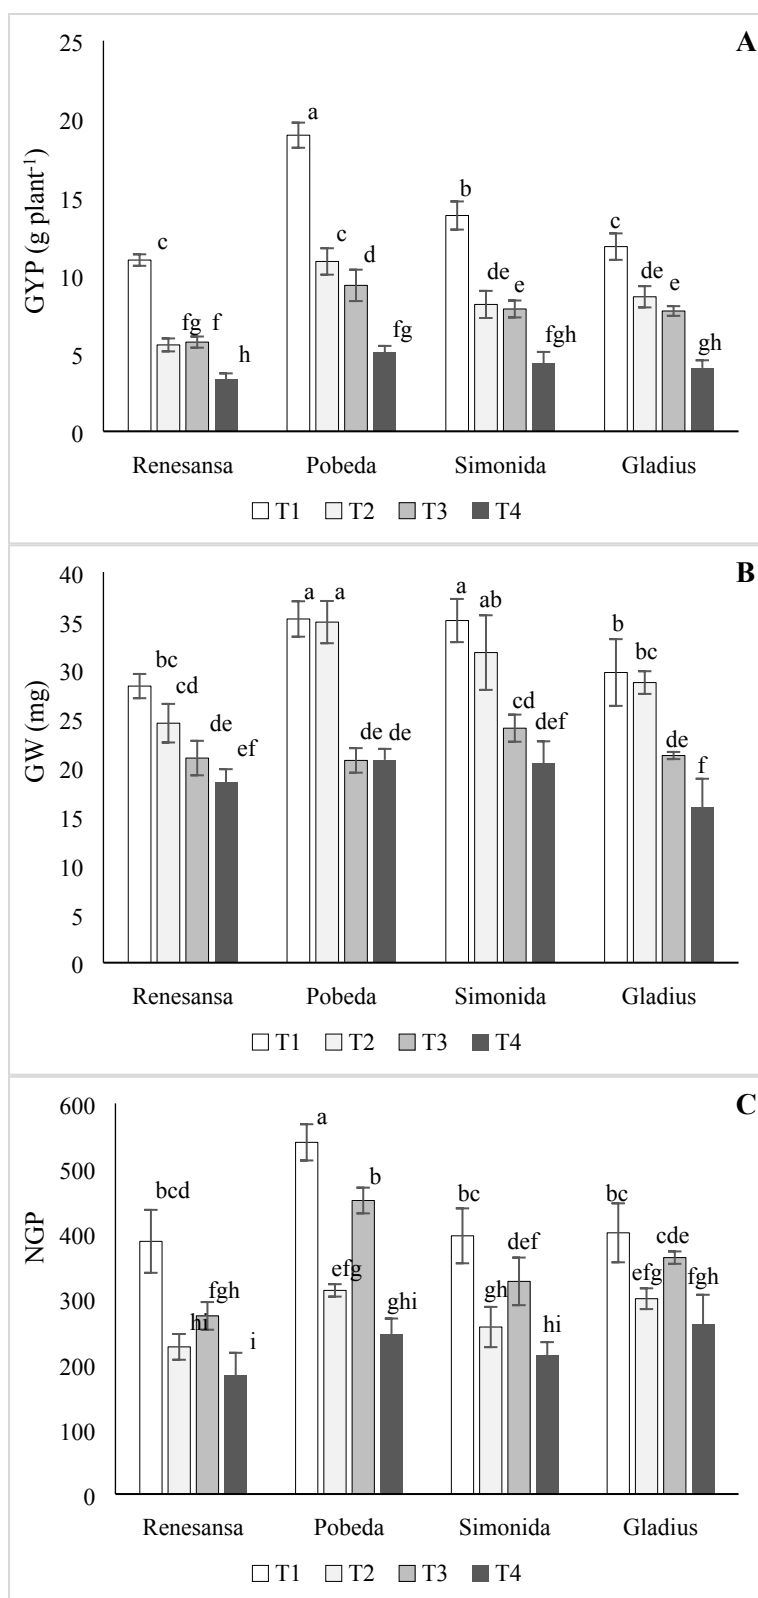 A
25
20
15
10
5
0
GYP (g plant-1)
c fg f h
a c d fg
b de e fgh
c de e gh
Renesansa Pobeda Simonida Gladius
T1 T2 T3 T4
B
40
35
30
25
20
15
10
5
0
GW (mg)
bc cd de ef
a a de de
a ab cd def
b bc de f
Renesansa Pobeda Simonida Gladius
T1 T2 T3 T4
C
600
500
400
300
200
100
0
NGP
bcd hi fgh i
a efg b ghi
bc gh def hi
bc efg cde fgh
Renesansa Pobeda Simonida Gladius
T1 T2 T3 T4